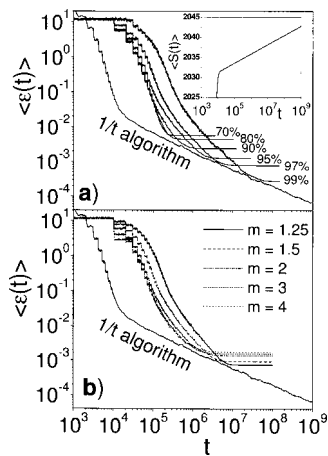 10¹
10⁰
10⁻¹
10⁻²
10⁻³
10⁻⁴
<ε(t)>
2045
2040
2035
2030
2025
<S(t)>
10³ 10⁵ t 10⁹
70%
80%
90%
95%
97%
99%
1/t algorithm
a)
10¹
10⁰
10⁻¹
10⁻²
10⁻³
10⁻⁴
<ε(t)>
m = 1.25
m = 1.5
m = 2
m = 3
m = 4
1/t algorithm
b)
10³ 10⁴ 10⁵ 10⁶ 10⁷ 10⁸ 10⁹
t